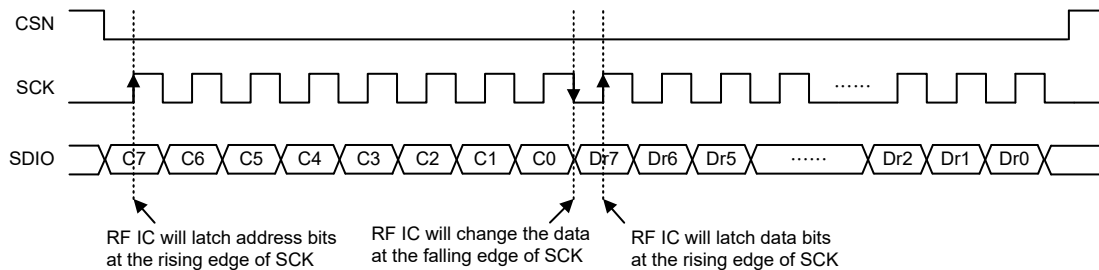 CSN
SCK ······
SDIO C7 C6 C5 C4 C3 C2 C1 C0 Dr7 Dr6 Dr5 ······ Dr2 Dr1 Dr0
RF IC will latch address bits RF IC will change the data RF IC will latch data bits
at the rising edge of SCK at the falling edge of SCK at the rising edge of SCK